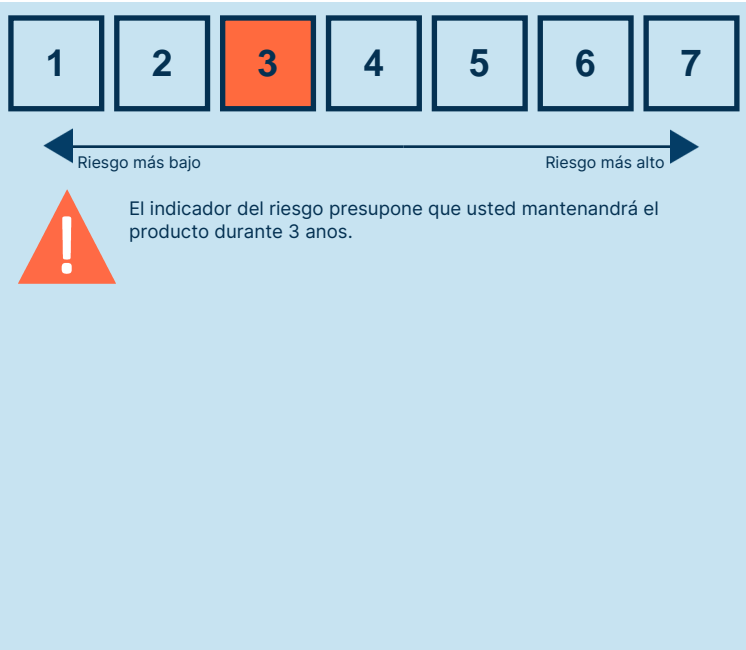 1 2 3 4 5 6 7
Riesgo más bajo Riesgo más alto
!
El indicador del riesgo presupone que usted mantenandrá el
producto durante 3 anos.